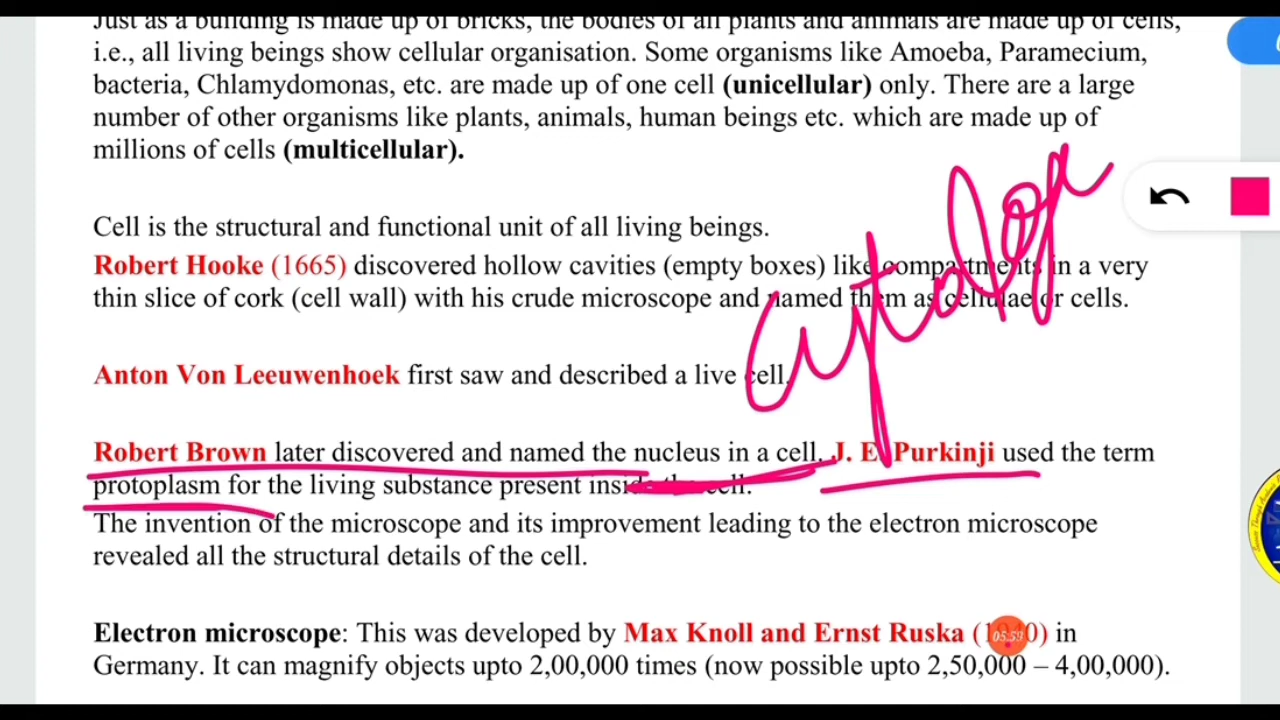 Just as a building is made up of bricks, the bodies of all plants and animals are made up of cells,
i.e., all living beings show cellular organisation. Some organisms like Amoeba, Paramecium,
bacteria, Chlamydomonas, etc. are made up of one cell (unicellular) only. There are a large
number of other organisms like plants, animals, human beings etc. which are made up of
millions of cells (multicellular).
Cell is the structural and functional unit of all living beings.
Robert Hooke (1665) discovered hollow cavities (empty boxes) like compartments in a very
thin slice of cork (cell wall) with his crude microscope and named them as cellulae or cells.
Anton Von Leeuwenhoek first saw and described a live cell.
Robert Brown later discovered and named the nucleus in a cell. J. E. Purkinji used the term
protoplasm for the living substance present inside the cell.
The invention of the microscope and its improvement leading to the electron microscope
revealed all the structural details of the cell.
Electron microscope: This was developed by Max Knoll and Ernst Ruska in
05:59
Germany. It can magnify objects upto 2,00,000 times (now possible upto 2,50,000 – 4,00,000).